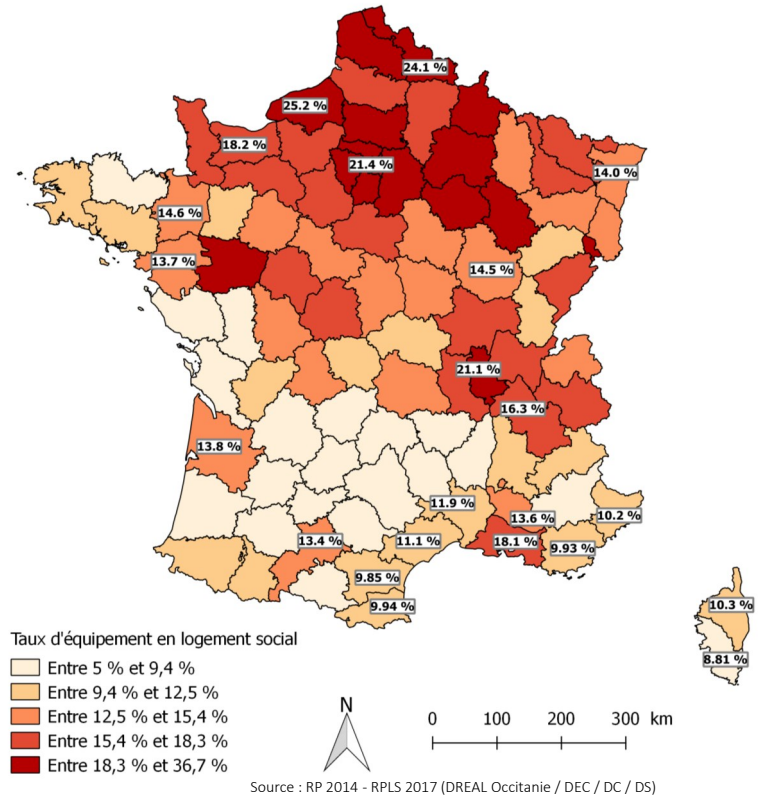 24.1 %
25.2 %
18.2 %
21.4 %
14.0 %
14.6 %
13.7 %
14.5 %
21.1 %
16.3 %
13.8 %
11.9 %
13.6 %
10.2 %
13.4 %
11.1 %
18.1 %
9.93 %
9.85 %
9.94 %
10.3 %
8.81 %
Taux d'équipement en logement social
Entre 5 % et 9,4 %
Entre 9,4 % et 12,5 %
Entre 12,5 % et 15,4 %
Entre 15,4 % et 18,3 %
Entre 18,3 % et 36,7 %
N
0 100 200 300 km
Source : RP 2014 - RPLS 2017 (DREAL Occitanie / DEC / DC / DS)